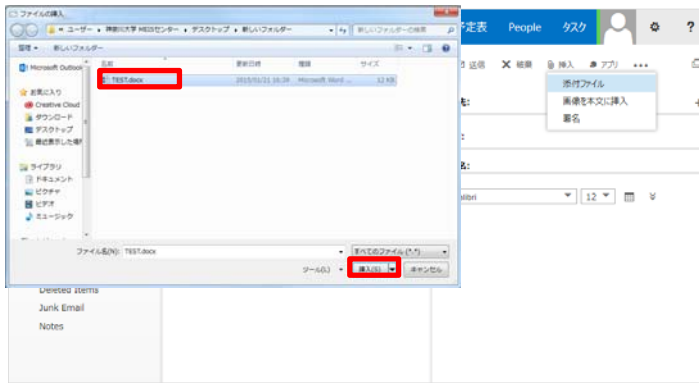 ファイルの挿入
ユーザー ▸ 神奈川大学 MNSセンター ▸ デスクトップ ▸ 新しいフォルダー
新しいフォルダーの検索
整理 ▼ 新しいフォルダー
Microsoft Outlook
お気に入り
Creative Cloud
ダウンロード
デスクトップ
最近表示した場所
ライブラリ
ドキュメント
ピクチャ
ビデオ
ミュージック
名前 更新日時 種類 サイズ
TEST.docx 2015/01/21 16:39 Microsoft Word ... 12 KB
ファイル名(N): TEST.docx
すべてのファイル (*.*)
ツール(L) 挿入(S) キャンセル
予定表 People タスク ?
送信 破棄 挿入 アプリ •••
添付ファイル
画像を本文に挿入
署名
先:
名:
alibri 12
Deleted Items
Junk Email
Notes